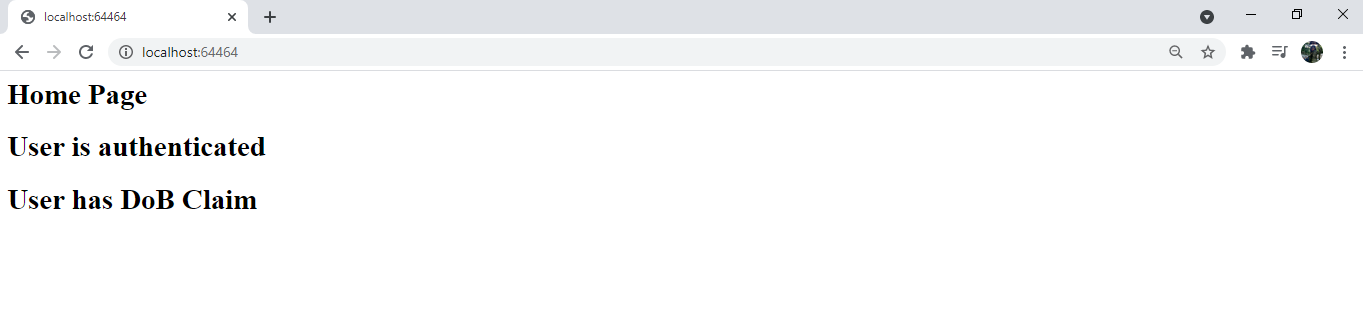 localhost:64464
localhost:64464
Home Page
User is authenticated
User has DoB Claim